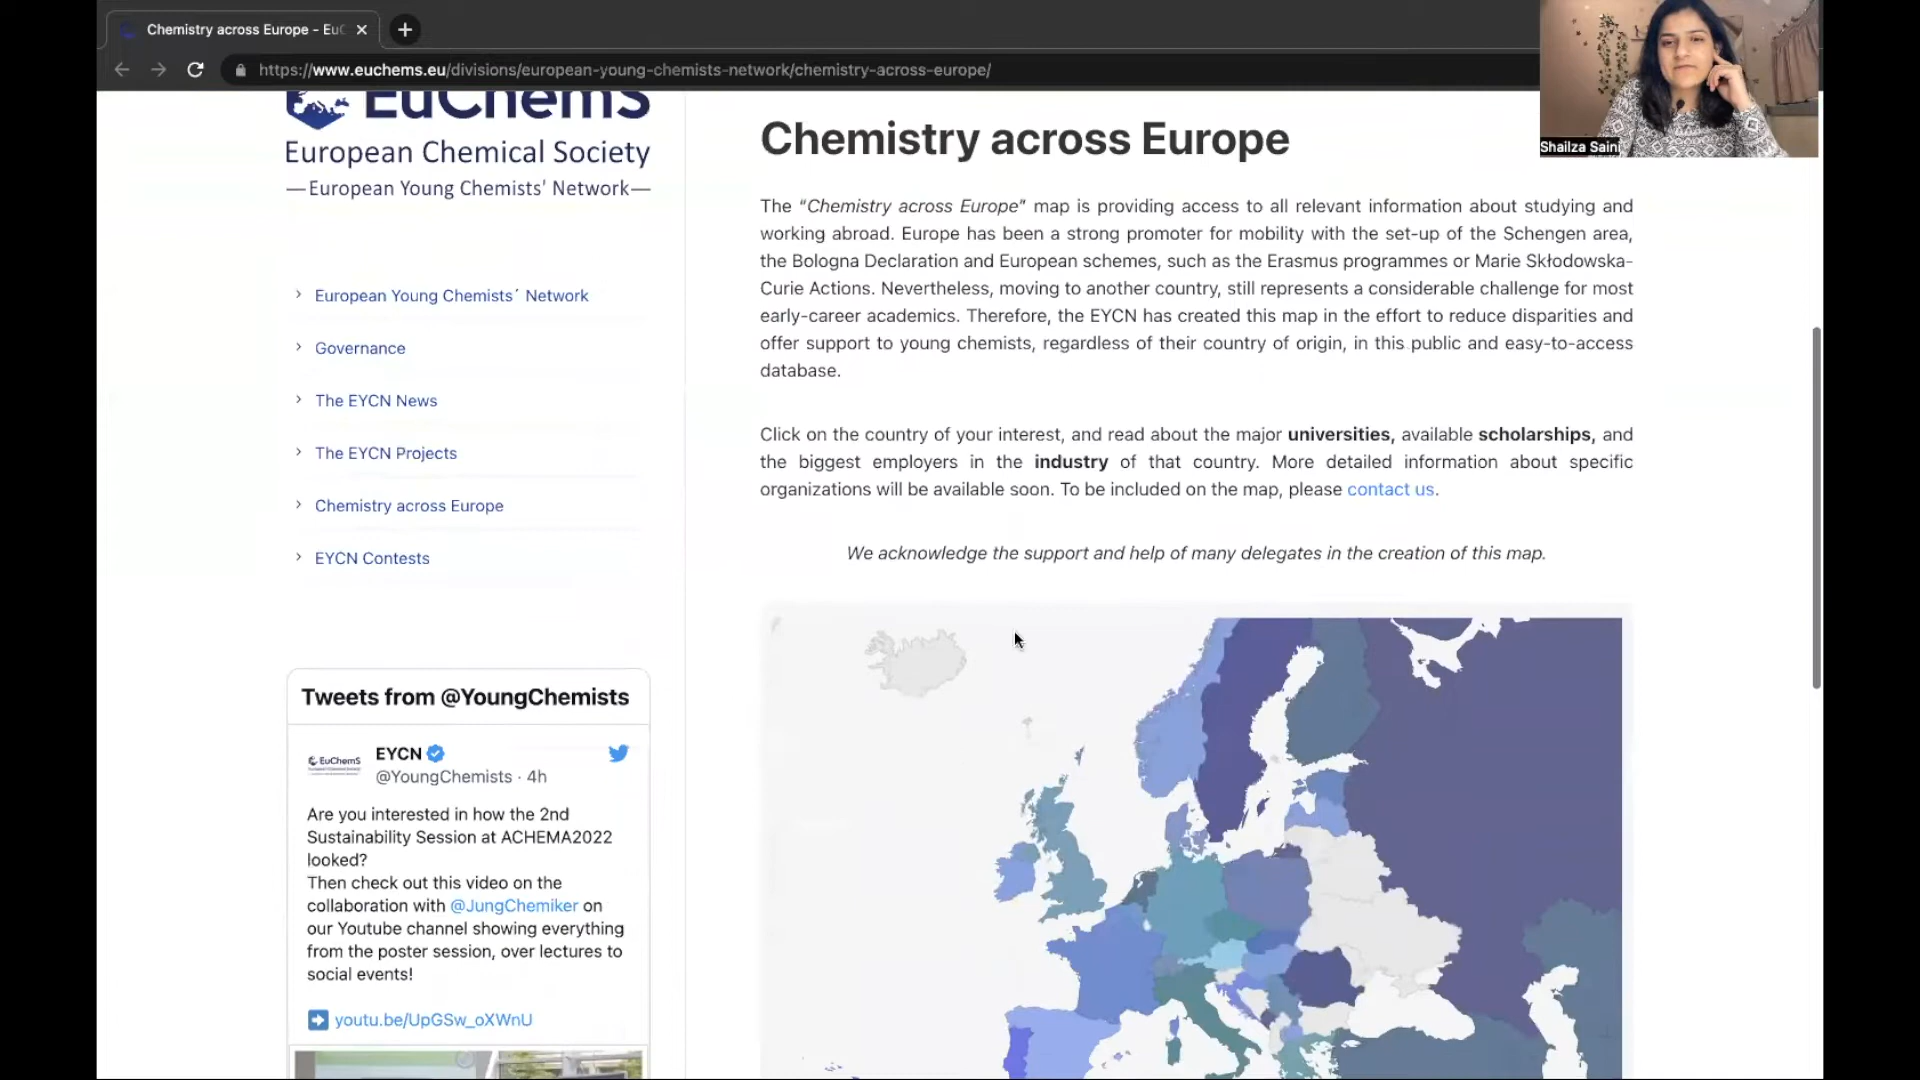 Chemistry across Europe - Eu
https://www.euchems.eu/divisions/european-young-chemists-network/chemistry-across-europe/
Shailza Saini
EuChemS
European Chemical Society
—European Young Chemists' Network—
European Young Chemists´ Network
Governance
The EYCN News
The EYCN Projects
Chemistry across Europe
EYCN Contests
Tweets from @YoungChemists
EYCN
@YoungChemists · 4h
EuChemS
Are you interested in how the 2nd
Sustainability Session at ACHEMA2022
looked?
Then check out this video on the
collaboration with @JungChemiker on
our Youtube channel showing everything
from the poster session, over lectures to
social events!
youtu.be/UpGSw_oXWnU
Chemistry across Europe
The “Chemistry across Europe” map is providing access to all relevant information about studying and
working abroad. Europe has been a strong promoter for mobility with the set-up of the Schengen area,
the Bologna Declaration and European schemes, such as the Erasmus programmes or Marie Skłodowska-
Curie Actions. Nevertheless, moving to another country, still represents a considerable challenge for most
early-career academics. Therefore, the EYCN has created this map in the effort to reduce disparities and
offer support to young chemists, regardless of their country of origin, in this public and easy-to-access
database.
Click on the country of your interest, and read about the major universities, available scholarships, and
the biggest employers in the industry of that country. More detailed information about specific
organizations will be available soon. To be included on the map, please contact us.
We acknowledge the support and help of many delegates in the creation of this map.